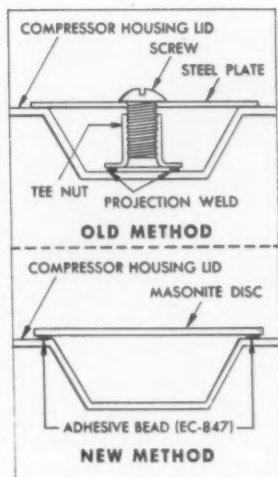 COMPRESSOR HOUSING LID
SCREW
STEEL PLATE
TEE NUT
PROJECTION WELD
OLD METHOD
COMPRESSOR HOUSING LID
MASONITE DISC
ADHESIVE BEAD (EC-847)
NEW METHOD